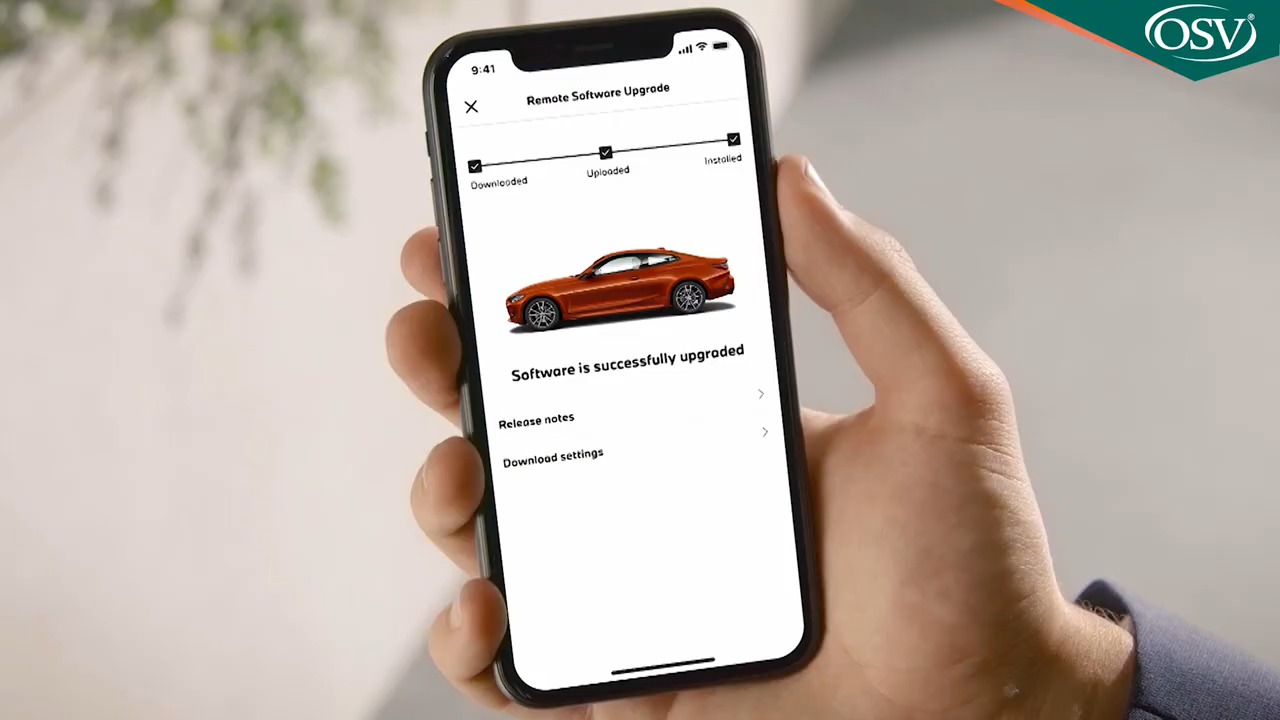 OSV®
9:41
Remote Software Upgrade
Downloaded
Uploaded
Installed
Software is successfully upgraded
Release notes
Download settings